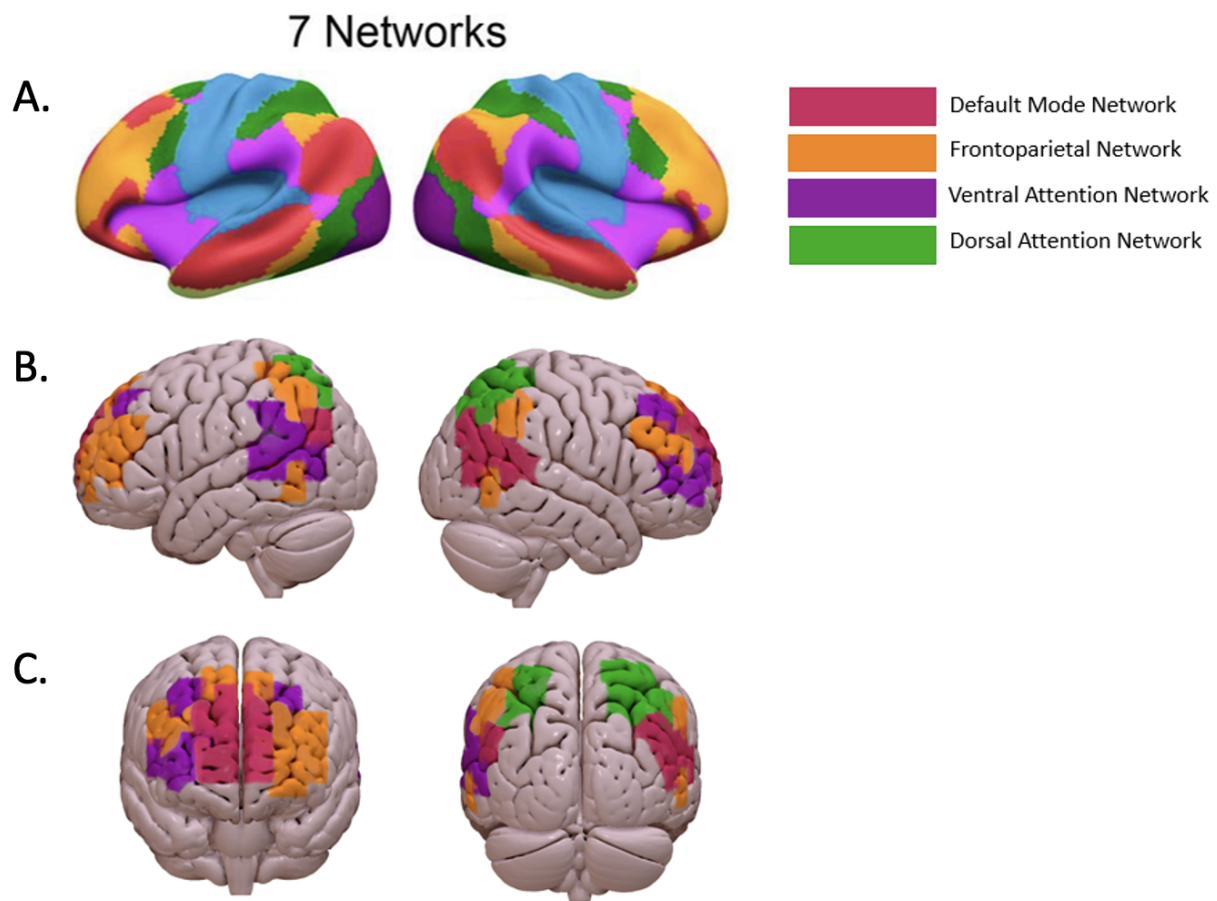 7 Networks
A.
Default Mode Network
Frontoparietal Network
Ventral Attention Network
Dorsal Attention Network
B.
C.